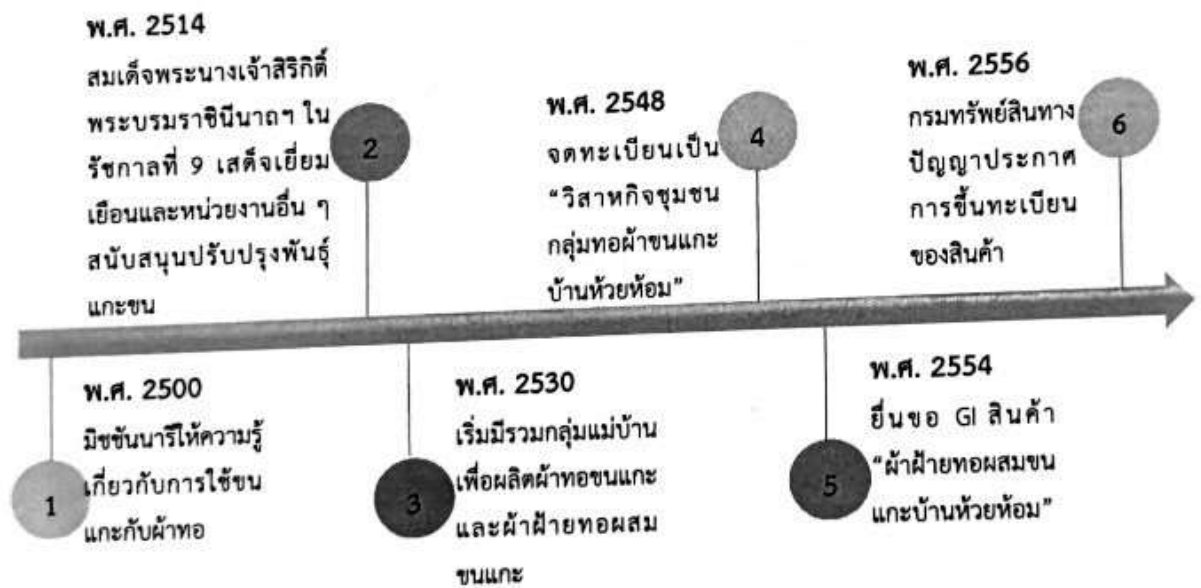 พ.ศ. 2514
สมเด็จพระนางเจ้าสิริกิติ์
พระบรมราชินีนาถฯ ใน
รัชกาลที่ 9 เสด็จเยี่ยม
เยือนและหน่วยงานอื่น ๆ
สนับสนุนปรับปรุงพันธุ์
แกะขน
2
พ.ศ. 2548
จดทะเบียนเป็น
“วิสาหกิจชุมชน
กลุ่มทอผ้าขนแกะ
บ้านห้วยห้อม”
4
พ.ศ. 2556
กรมทรัพย์สินทาง
ปัญญาประกาศ
การขึ้นทะเบียน
ของสินค้า
6
พ.ศ. 2500
มิชชันนารีให้ความรู้
เกี่ยวกับการใช้ขน
แกะกับผ้าทอ
1
พ.ศ. 2530
เริ่มมีรวมกลุ่มแม่บ้าน
เพื่อผลิตผ้าทอขนแกะ
และผ้าฝ้ายทอผสม
ขนแกะ
3
พ.ศ. 2554
ยื่นขอ GI สินค้า
“ผ้าฝ้ายทอผสมขน
แกะบ้านห้วยห้อม”
5